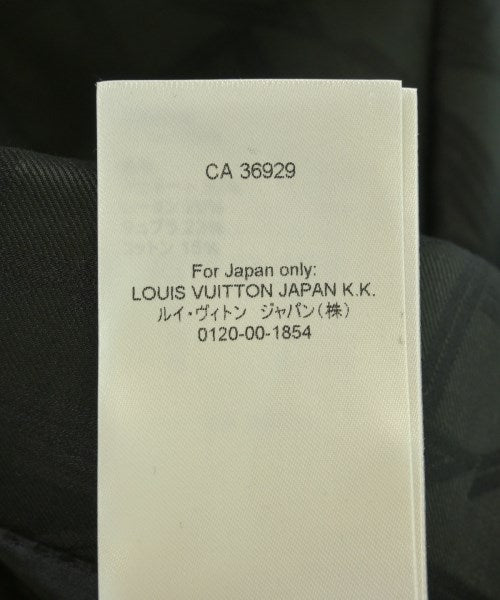 CA 36929
For Japan only:
LOUIS VUITTON JAPAN K.K.
ルイ・ヴィトン ジャパン(株)
0120-00-1854